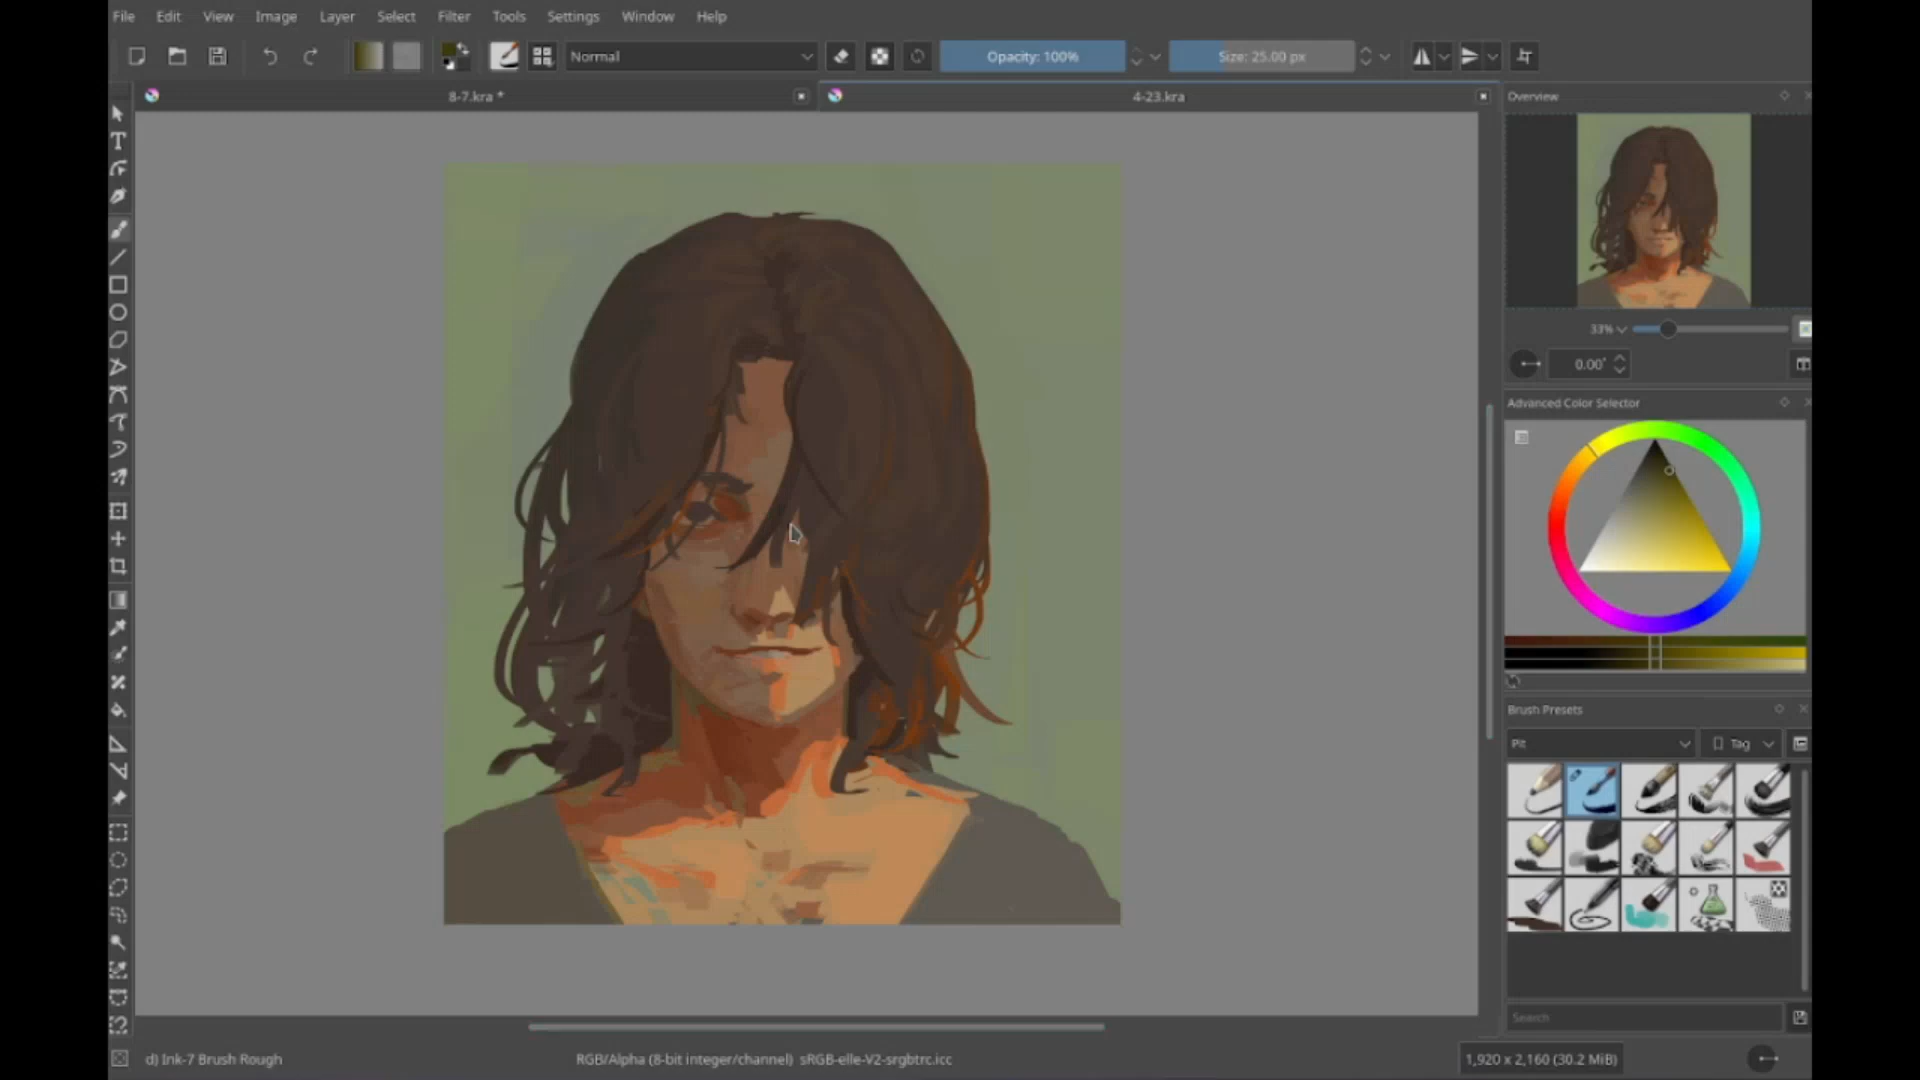 File Edit View Image Layer Select Filter Tools Settings Window Help
Normal Opacity: 100% Size: 25.00 px
8-7.kra * 4-23.kra Overview
33%
0.00°
Advanced Color Selector
Brush Presets
Pit Tag
Search
d) Ink-7 Brush Rough RGB/Alpha (8-bit integer/channel) sRGB-elle-V2-srgbtrc.icc 1,920 x 2,160 (30.2 MiB)